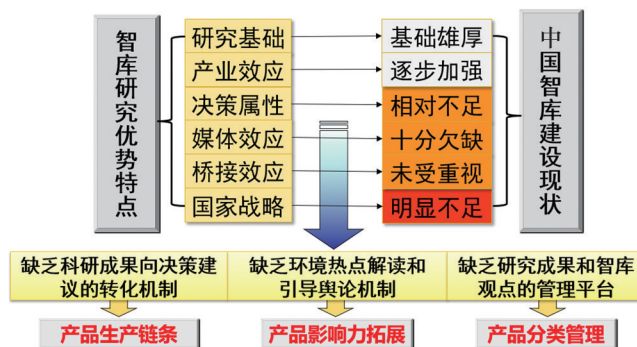 智库研究优势特点
研究基础
产业效应
决策属性
媒体效应
桥接效应
国家战略
基础雄厚
逐步加强
相对不足
十分欠缺
未受重视
明显不足
中国智库建设现状
缺乏科研成果向决策建
议的转化机制
缺乏环境热点解读和
引导舆论机制
缺乏研究成果和智库
观点的管理平台
产品生产链条
产品影响力拓展
产品分类管理